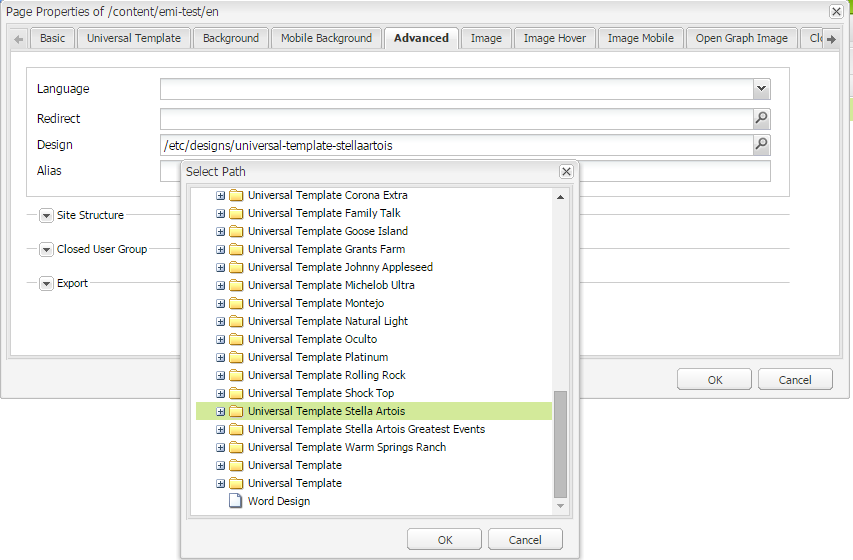 Page Properties of /content/emi-test/en
Basic Universal Template Background Mobile Background Advanced Image Image Hover Image Mobile Open Graph Image Clo
Language
Redirect
Design /etc/designs/universal-template-stellaartois
Alias
Select Path
Universal Template Corona Extra
Universal Template Family Talk
Site Structure
Universal Template Goose Island
Closed User Group
Universal Template Grants Farm
Universal Template Johnny Appleseed
Export
Universal Template Michelob Ultra
Universal Template Montejo
Universal Template Natural Light
Universal Template Oculto
Universal Template Platinum
Universal Template Rolling Rock
Universal Template Shock Top
Universal Template Stella Artois
Universal Template Stella Artois Greatest Events
Universal Template Warm Springs Ranch
Universal Template
Universal Template
Word Design
OK Cancel
OK Cancel